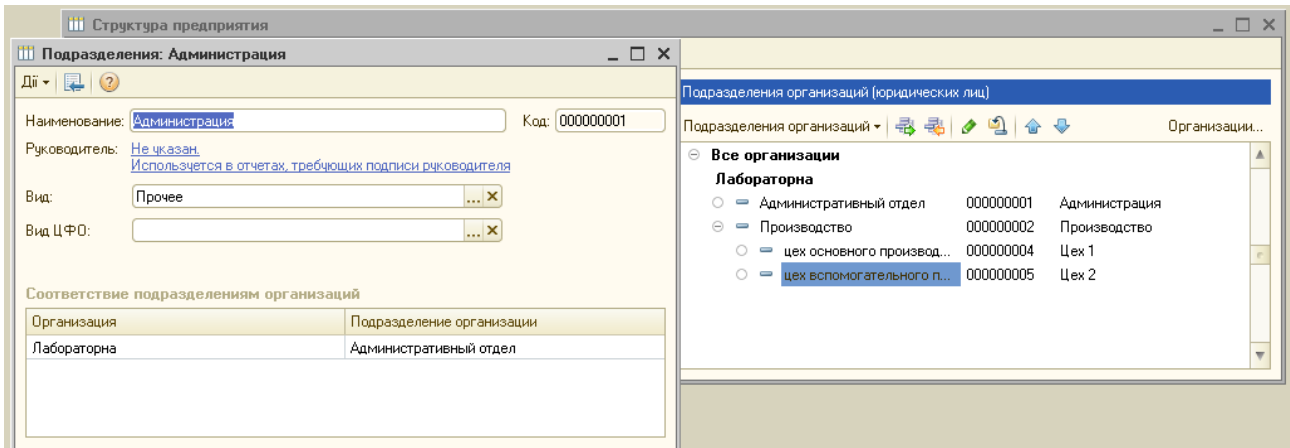 Структура предприятия
Подразделения: Администрация
Дії
Наименование: Администрация Код: 000000001
Руководитель: Не указан.
Используется в отчетах, требующих подписи руководителя
Вид: Прочее ...
Вид ЦФО: ...
Соответствие подразделениям организаций
Организация Подразделение организации
Лабораторна Административный отдел
Подразделения организаций (юридических лиц)
Подразделения организаций Организации...
Все организации
Лабораторна
Административный отдел 000000001 Администрация
Производство 000000002 Производство
цех основного производ... 000000004 Цех 1
цех вспомогательного п... 000000005 Цех 2